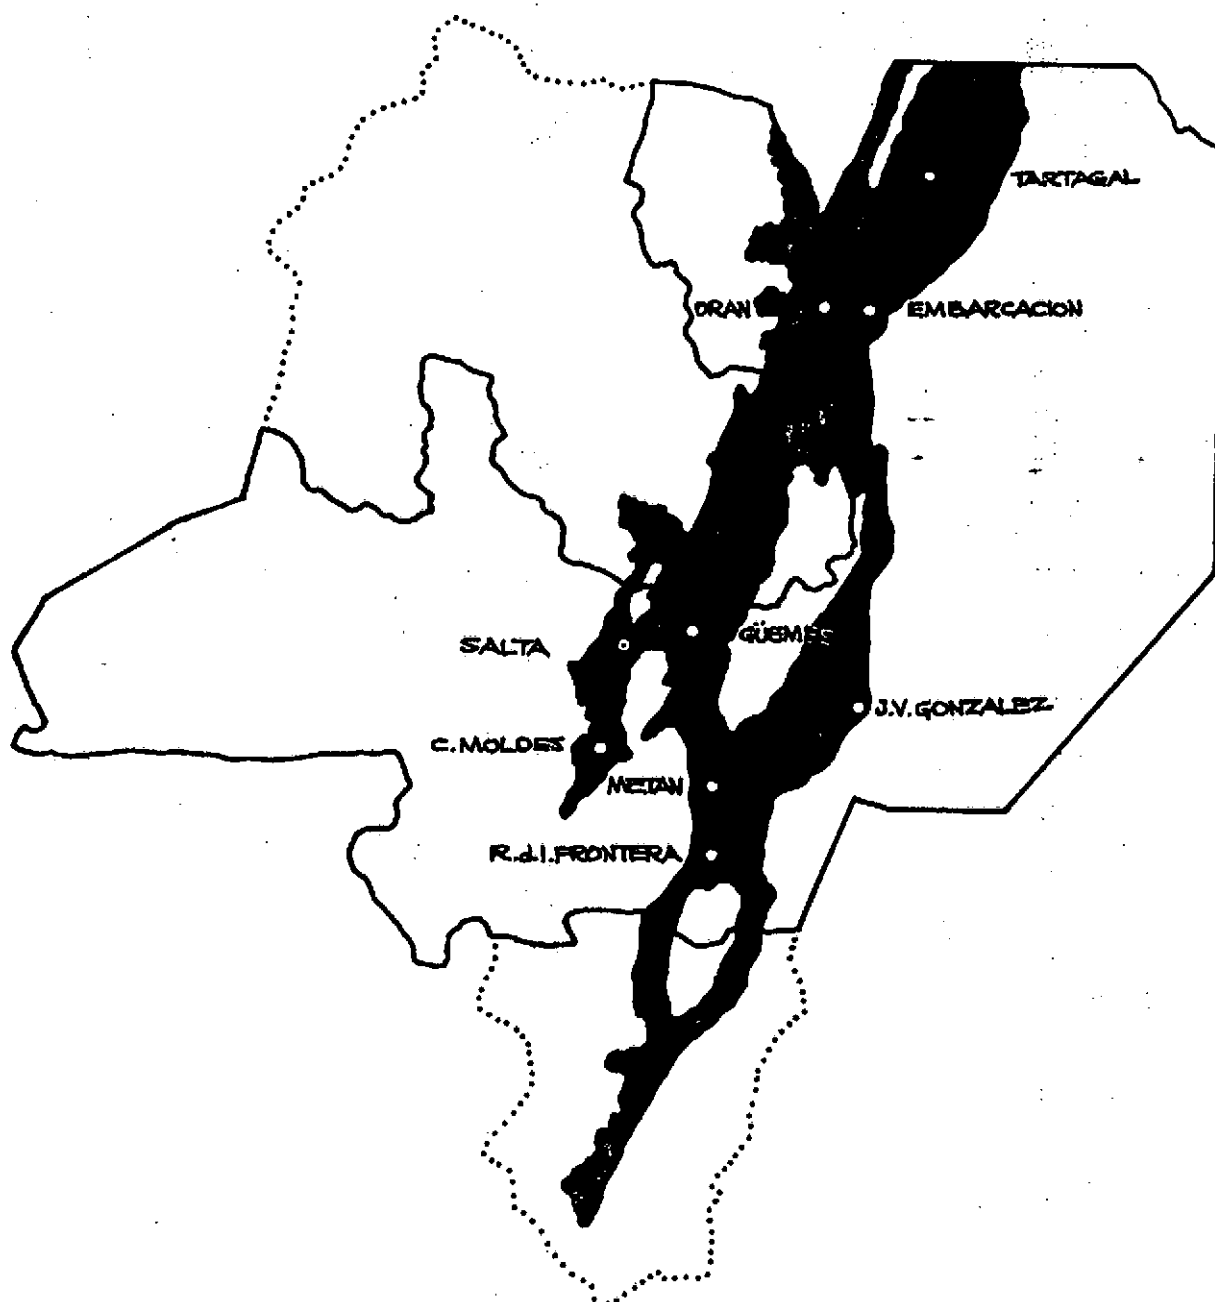 TARTAGAL
ORAN
EMBARCACION
SALTA
GÜEMES
J.V. GONZALEZ
C. MOLDES
METAN
R.d.l. FRONTERA